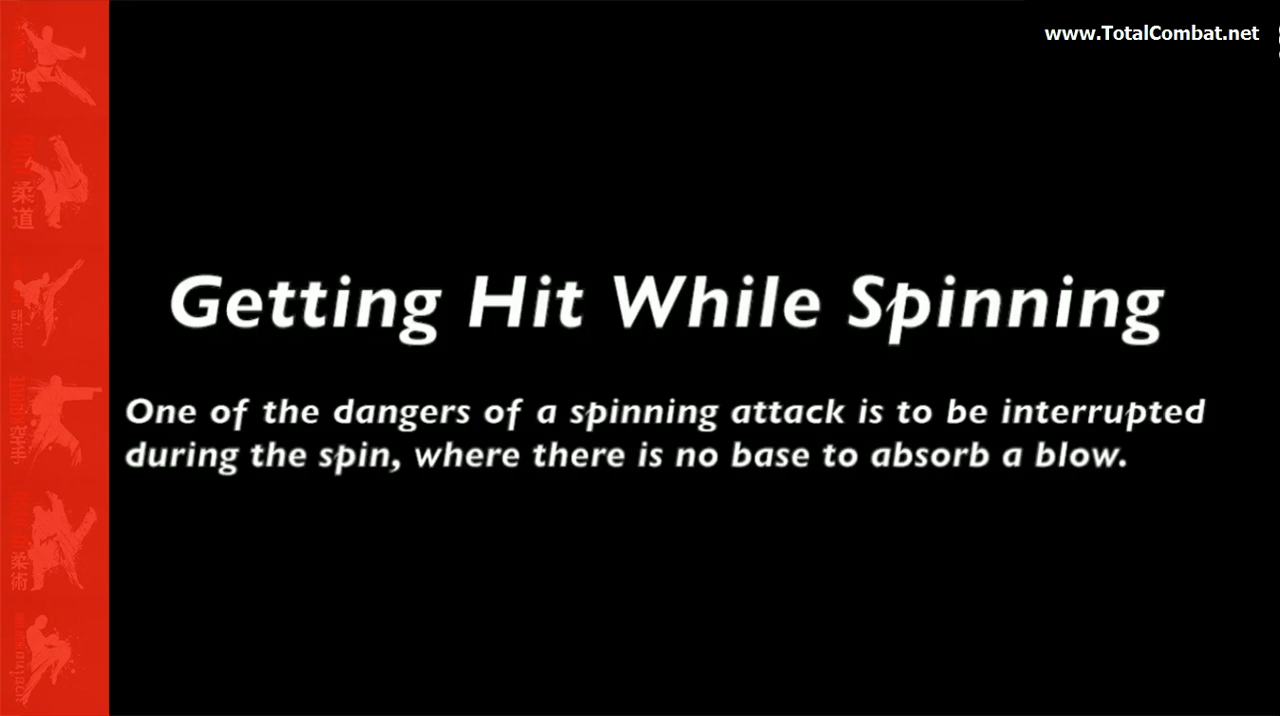 www.TotalCombat.net
功
夫
柔
道
Getting Hit While Spinning
One of the dangers of a spinning attack is to be interrupted
during the spin, where there is no base to absorb a blow.
空
手
柔
術